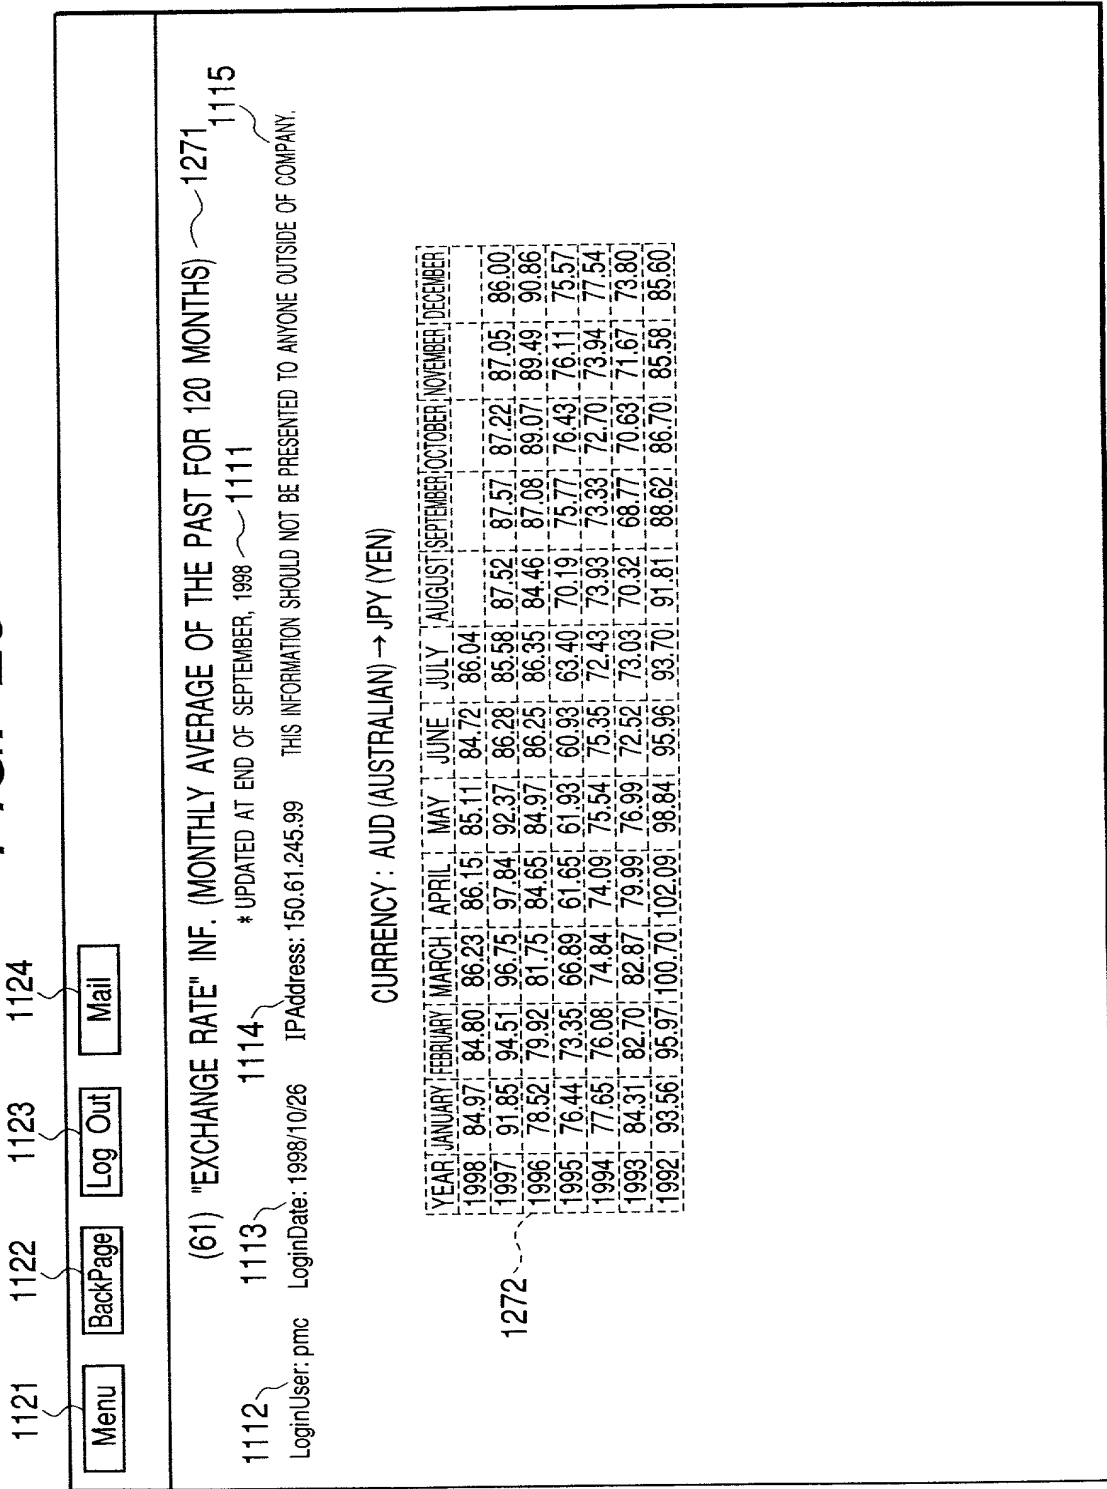 1121 1122 1123 1124
Menu BackPage Log Out Mail
(61) "EXCHANGE RATE" INF. (MONTHLY AVERAGE OF THE PAST FOR 120 MONTHS) 1271
* UPDATED AT END OF SEPTEMBER, 1998 1111
1112 1113 1114 1115
LoginUser: pmc LoginDate: 1998/10/26 IPAddress: 150.61.245.99 THIS INFORMATION SHOULD NOT BE PRESENTED TO ANYONE OUTSIDE OF COMPANY.
CURRENCY : AUD (AUSTRALIAN) → JPY (YEN)
YEAR JANUARY FEBRUARY MARCH APRIL MAY JUNE JULY AUGUST SEPTEMBER OCTOBER NOVEMBER DECEMBER
1998 84.97 84.80 86.23 86.15 85.11 84.72 86.04
1997 91.85 94.51 96.75 97.84 92.37 86.28 85.58 87.52 87.57 87.22 87.05 86.00
1996 78.52 79.92 81.75 84.65 84.97 86.25 86.35 84.46 87.08 89.07 89.49 90.86
1995 76.44 73.35 66.89 61.65 61.93 60.93 63.40 70.19 75.77 76.43 76.11 75.57
1994 77.65 76.08 74.84 74.09 75.54 75.35 72.43 73.93 73.33 72.70 73.94 77.54
1993 84.31 82.70 82.87 79.99 76.99 72.52 73.03 70.32 68.77 70.63 71.67 73.80
1992 93.56 95.97 100.70 102.09 98.84 95.96 93.70 91.81 88.62 86.70 85.58 85.60
1272